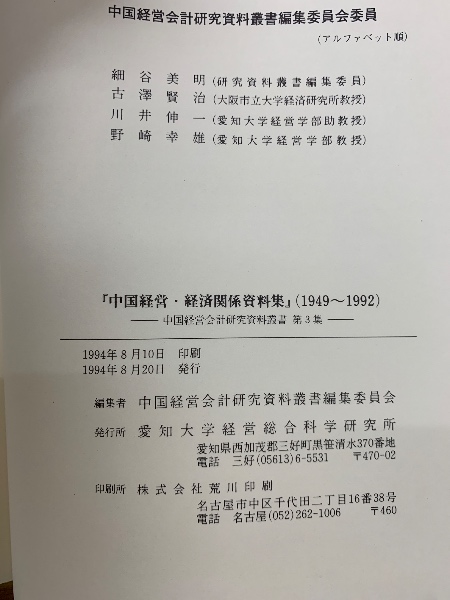 中国経営会計研究資料叢書編集委員会委員
(アルファベット順)
細谷美明(研究資料叢書編集委員)
古澤賢治(大阪市立大学経済研究所教授)
川井伸一(愛知大学経営学部助教授)
野崎幸雄(愛知大学経営学部教授)
『中国経営・経済関係資料集』(1949〜1992)
── 中国経営会計研究資料叢書 第3集 ──
1994年8月10日 印刷
1994年8月20日 発行
編集者 中国経営会計研究資料叢書編集委員会
発行所 愛知大学経営総合科学研究所
愛知県西加茂郡三好町黒笹清水370番地
電話 三好(05613)6-5531 〒470-02
印刷所 株式会社荒川印刷
名古屋市中区千代田二丁目16番38号
電話 名古屋(052)262-1006 〒460